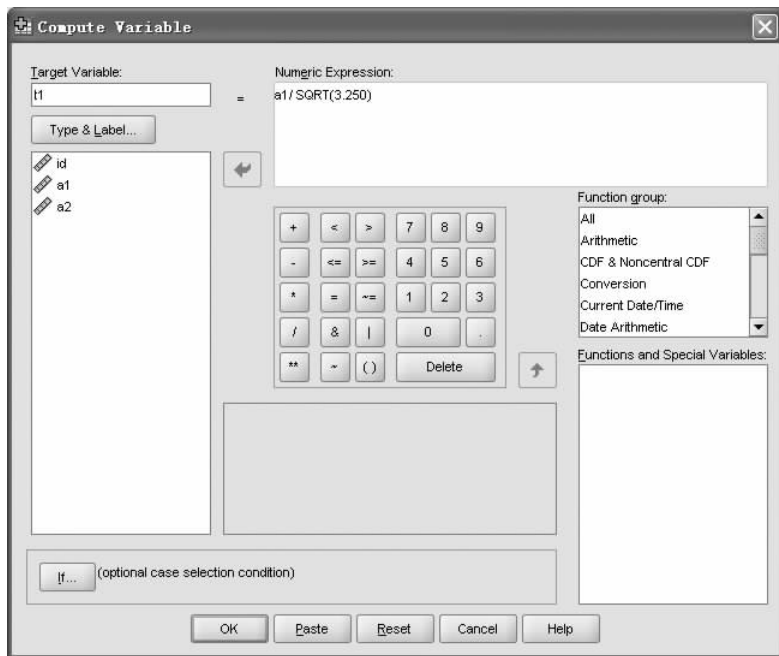 Compute Variable
Target Variable:
t1
=
Numeric Expression:
a1/ SQRT(3.250)
Type & Label...
id
a1
a2
+ < > 7 8 9
- <= >= 4 5 6
* = ~= 1 2 3
/ & | 0 .
** ~ ( ) Delete
Function group:
All
Arithmetic
CDF & Noncentral CDF
Conversion
Current Date/Time
Date Arithmetic
Functions and Special Variables:
If... (optional case selection condition)
OK Paste Reset Cancel Help